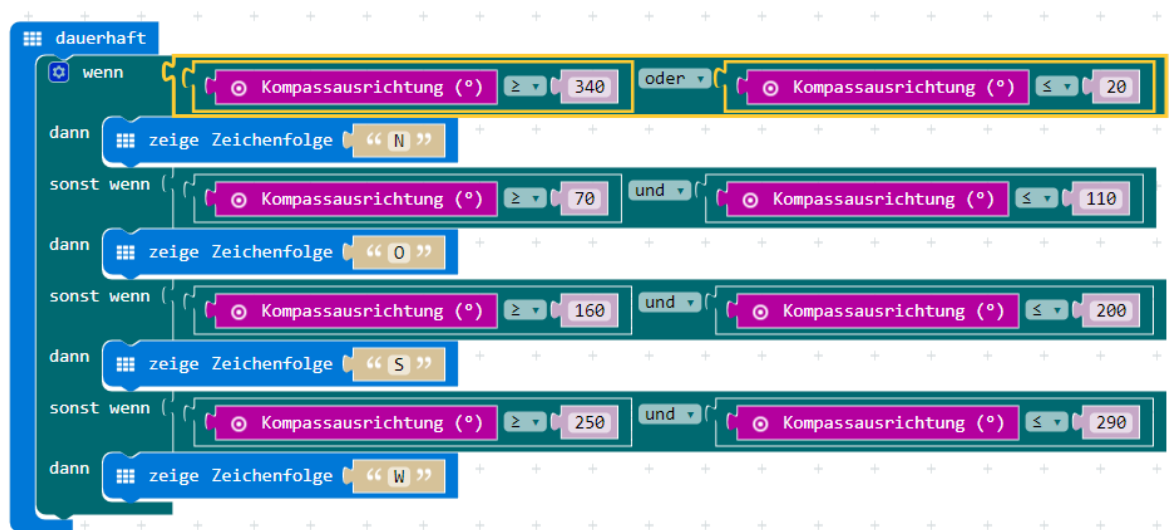 dauerhaft
wenn Kompassausrichtung (°) ≥ 340 oder Kompassausrichtung (°) ≤ 20
dann zeige Zeichenfolge “ N ”
sonst wenn Kompassausrichtung (°) ≥ 70 und Kompassausrichtung (°) ≤ 110
dann zeige Zeichenfolge “ O ”
sonst wenn Kompassausrichtung (°) ≥ 160 und Kompassausrichtung (°) ≤ 200
dann zeige Zeichenfolge “ S ”
sonst wenn Kompassausrichtung (°) ≥ 250 und Kompassausrichtung (°) ≤ 290
dann zeige Zeichenfolge “ W ”